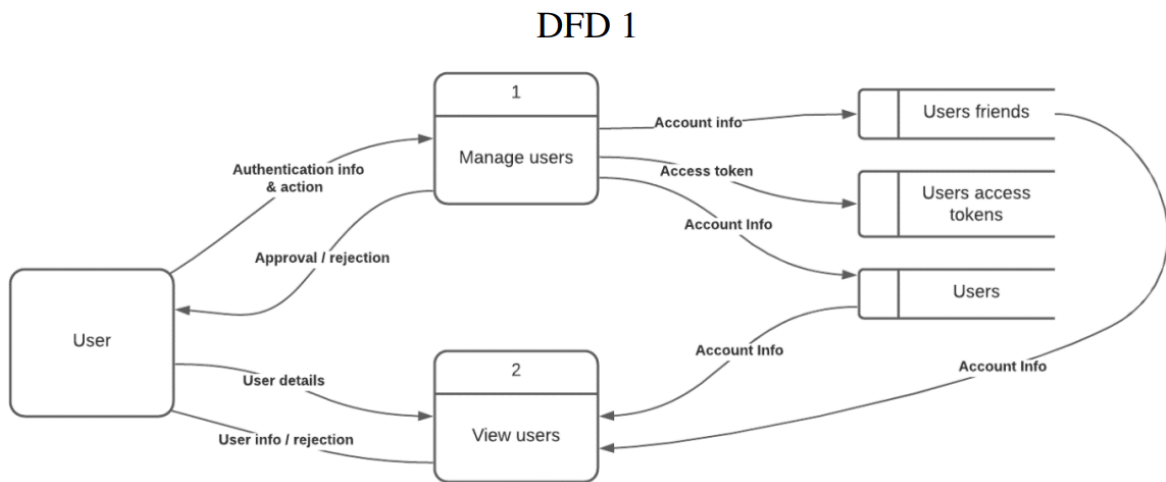 DFD 1
1
Manage users
Account info
Users friends
Authentication info
& action
Access token
Users access
tokens
Account Info
Approval / rejection
Users
User
Account Info
2
Account Info
User details
View users
User info / rejection